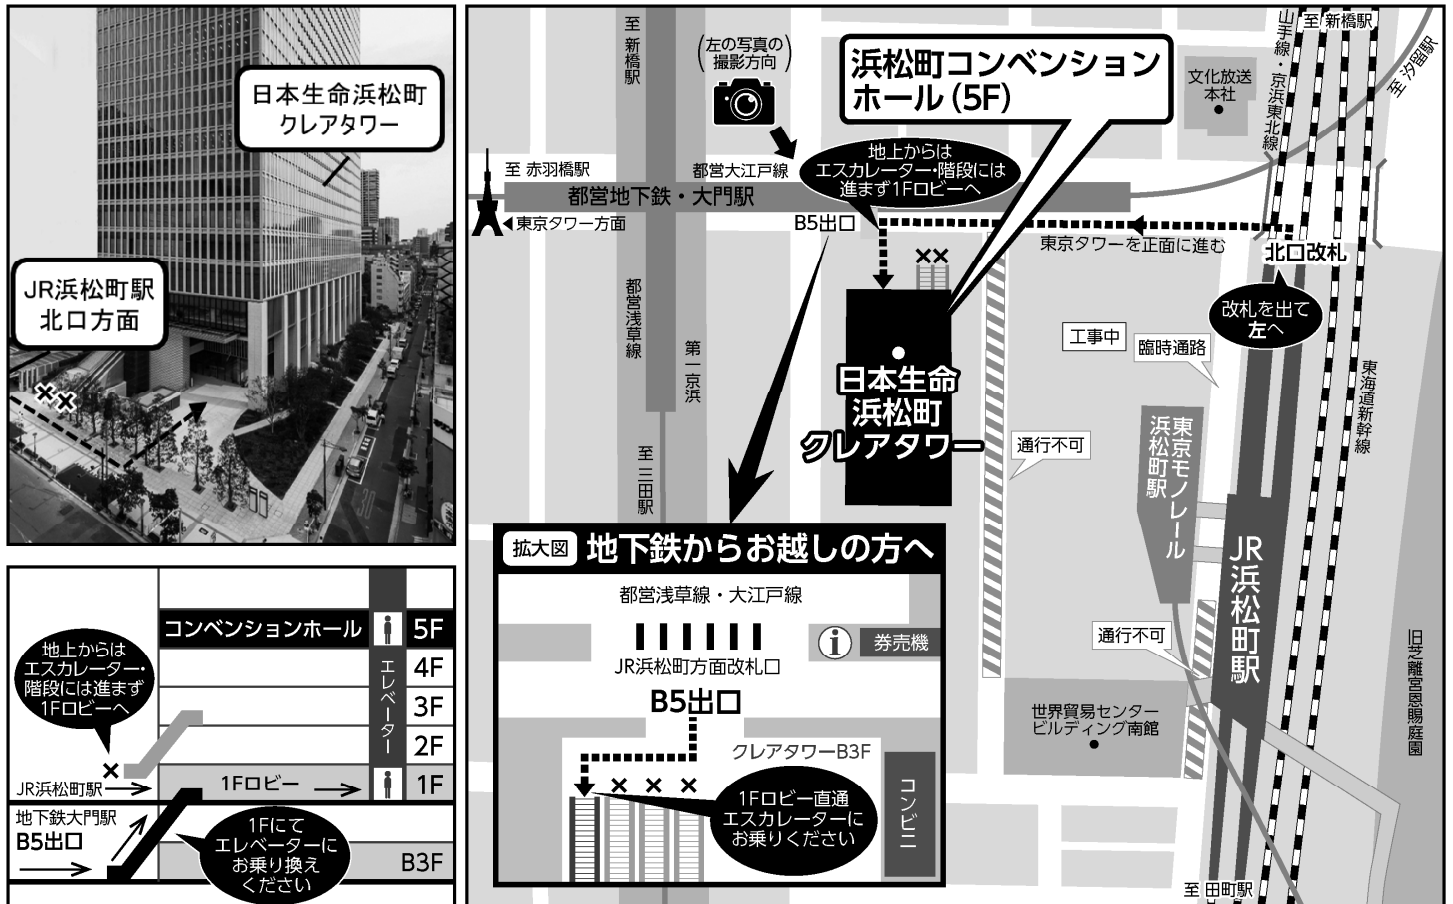 日本生命浜松町
クレアタワー
JR浜松町駅
北口方面
コンベンションホール
5F
4F
3F
2F
1F
B3F
エレベーター
地上からは
エスカレーター・
階段には進まず
1Fロビーへ
JR浜松町駅
1Fロビー
地下鉄大門駅
B5出口
1Fにて
エレベーターに
お乗り換え
ください
至 新橋駅
(左の写真の
撮影方向)
浜松町コンベンション
ホール(5F)
文化放送
本社
山手線・京浜東北線
至 新橋駅
至 汐留駅
地上からは
エスカレーター・階段には
進まず1Fロビーへ
至 赤羽橋駅
都営大江戸線
都営地下鉄・大門駅
東京タワー方面
B5出口
東京タワーを正面に進む
北口改札
改札を出て
左へ
都営浅草線
第一京浜
至 三田駅
日本生命
浜松町
クレアタワー
工事中
臨時通路
通行不可
東海道新幹線
東京モノレール
浜松町駅
JR浜松町駅
通行不可
世界貿易センター
ビルディング南館
旧芝離宮恩賜庭園
至 田町駅
拡大図
地下鉄からお越しの方へ
都営浅草線・大江戸線
券売機
JR浜松町方面改札口
B5出口
クレアタワーB3F
1Fロビー直通
エスカレーターに
お乗りください
コンビニ